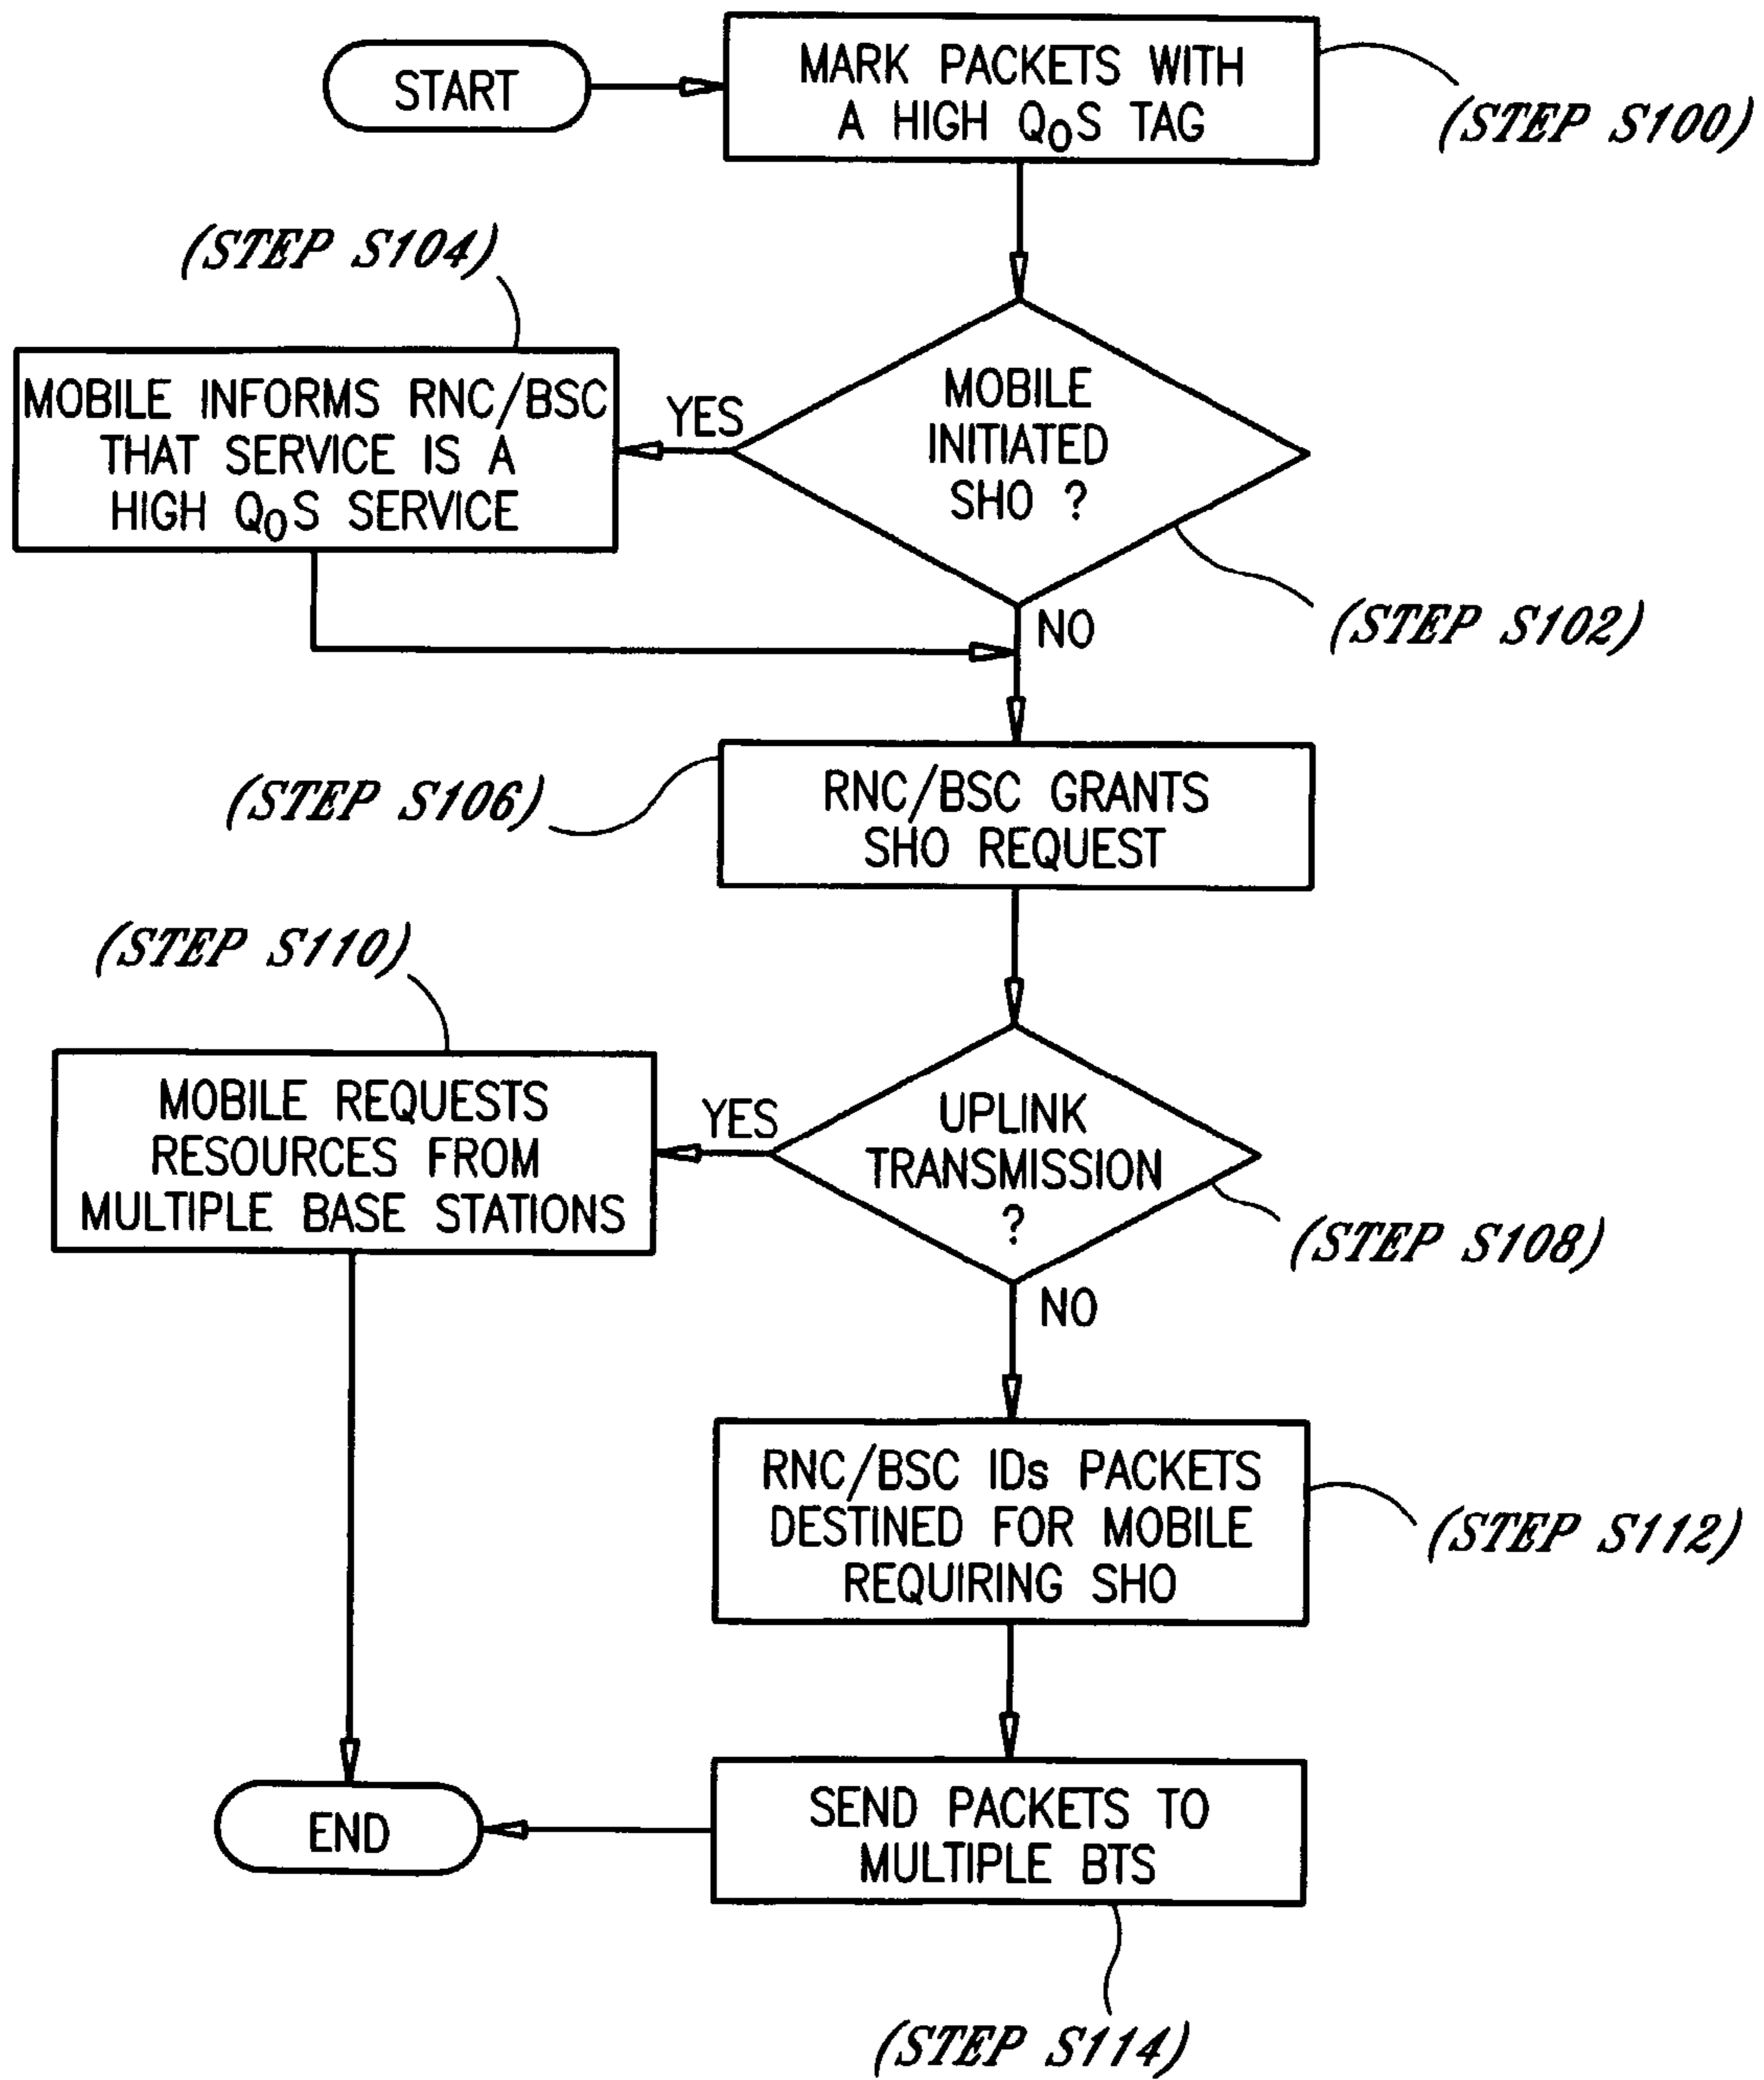 START
MARK PACKETS WITH
A HIGH QoS TAG
(STEP S100)
(STEP S104)
MOBILE INFORMS RNC/BSC
THAT SERVICE IS A
HIGH QoS SERVICE
YES
MOBILE
INITIATED
SHO ?
(STEP S102)
NO
(STEP S106)
RNC/BSC GRANTS
SHO REQUEST
(STEP S110)
MOBILE REQUESTS
RESOURCES FROM
MULTIPLE BASE STATIONS
YES
UPLINK
TRANSMISSION
?
(STEP S108)
NO
RNC/BSC IDs PACKETS
DESTINED FOR MOBILE
REQUIRING SHO
(STEP S112)
END
SEND PACKETS TO
MULTIPLE BTS
(STEP S114)